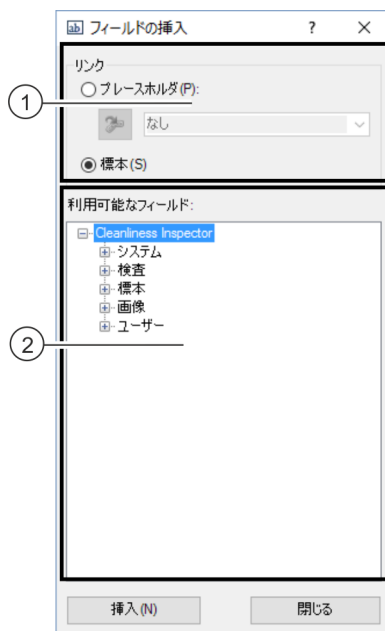 フィールドの挿入
リンク
プレースホルダ(P):
1
なし
標本(S)
利用可能なフィールド:
Cleanliness Inspector
システム
検査
標本
画像
ユーザー
2
挿入(N)
閉じる